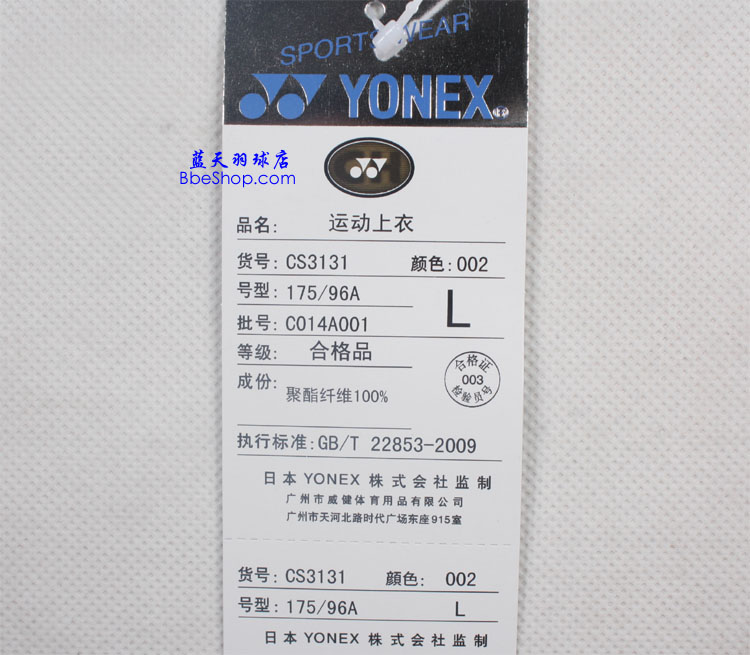 SPORTS WEAR
YONEX
蓝天羽球店
BbeShop.com
品名: 运动上衣
货号: CS3131 颜色: 002
号型: 175/96A L
批号: C014A001
等级: 合格品
成份: 聚酯纤维100%
合格证
003
检验员号
执行标准: GB/T 22853-2009
日本 YONEX 株式会社监制
广州市威健体育用品有限公司
广州市天河北路时代广场东座915室
货号: CS3131 颜色: 002
号型: 175/96A L
日本 YONEX 株式会社监制